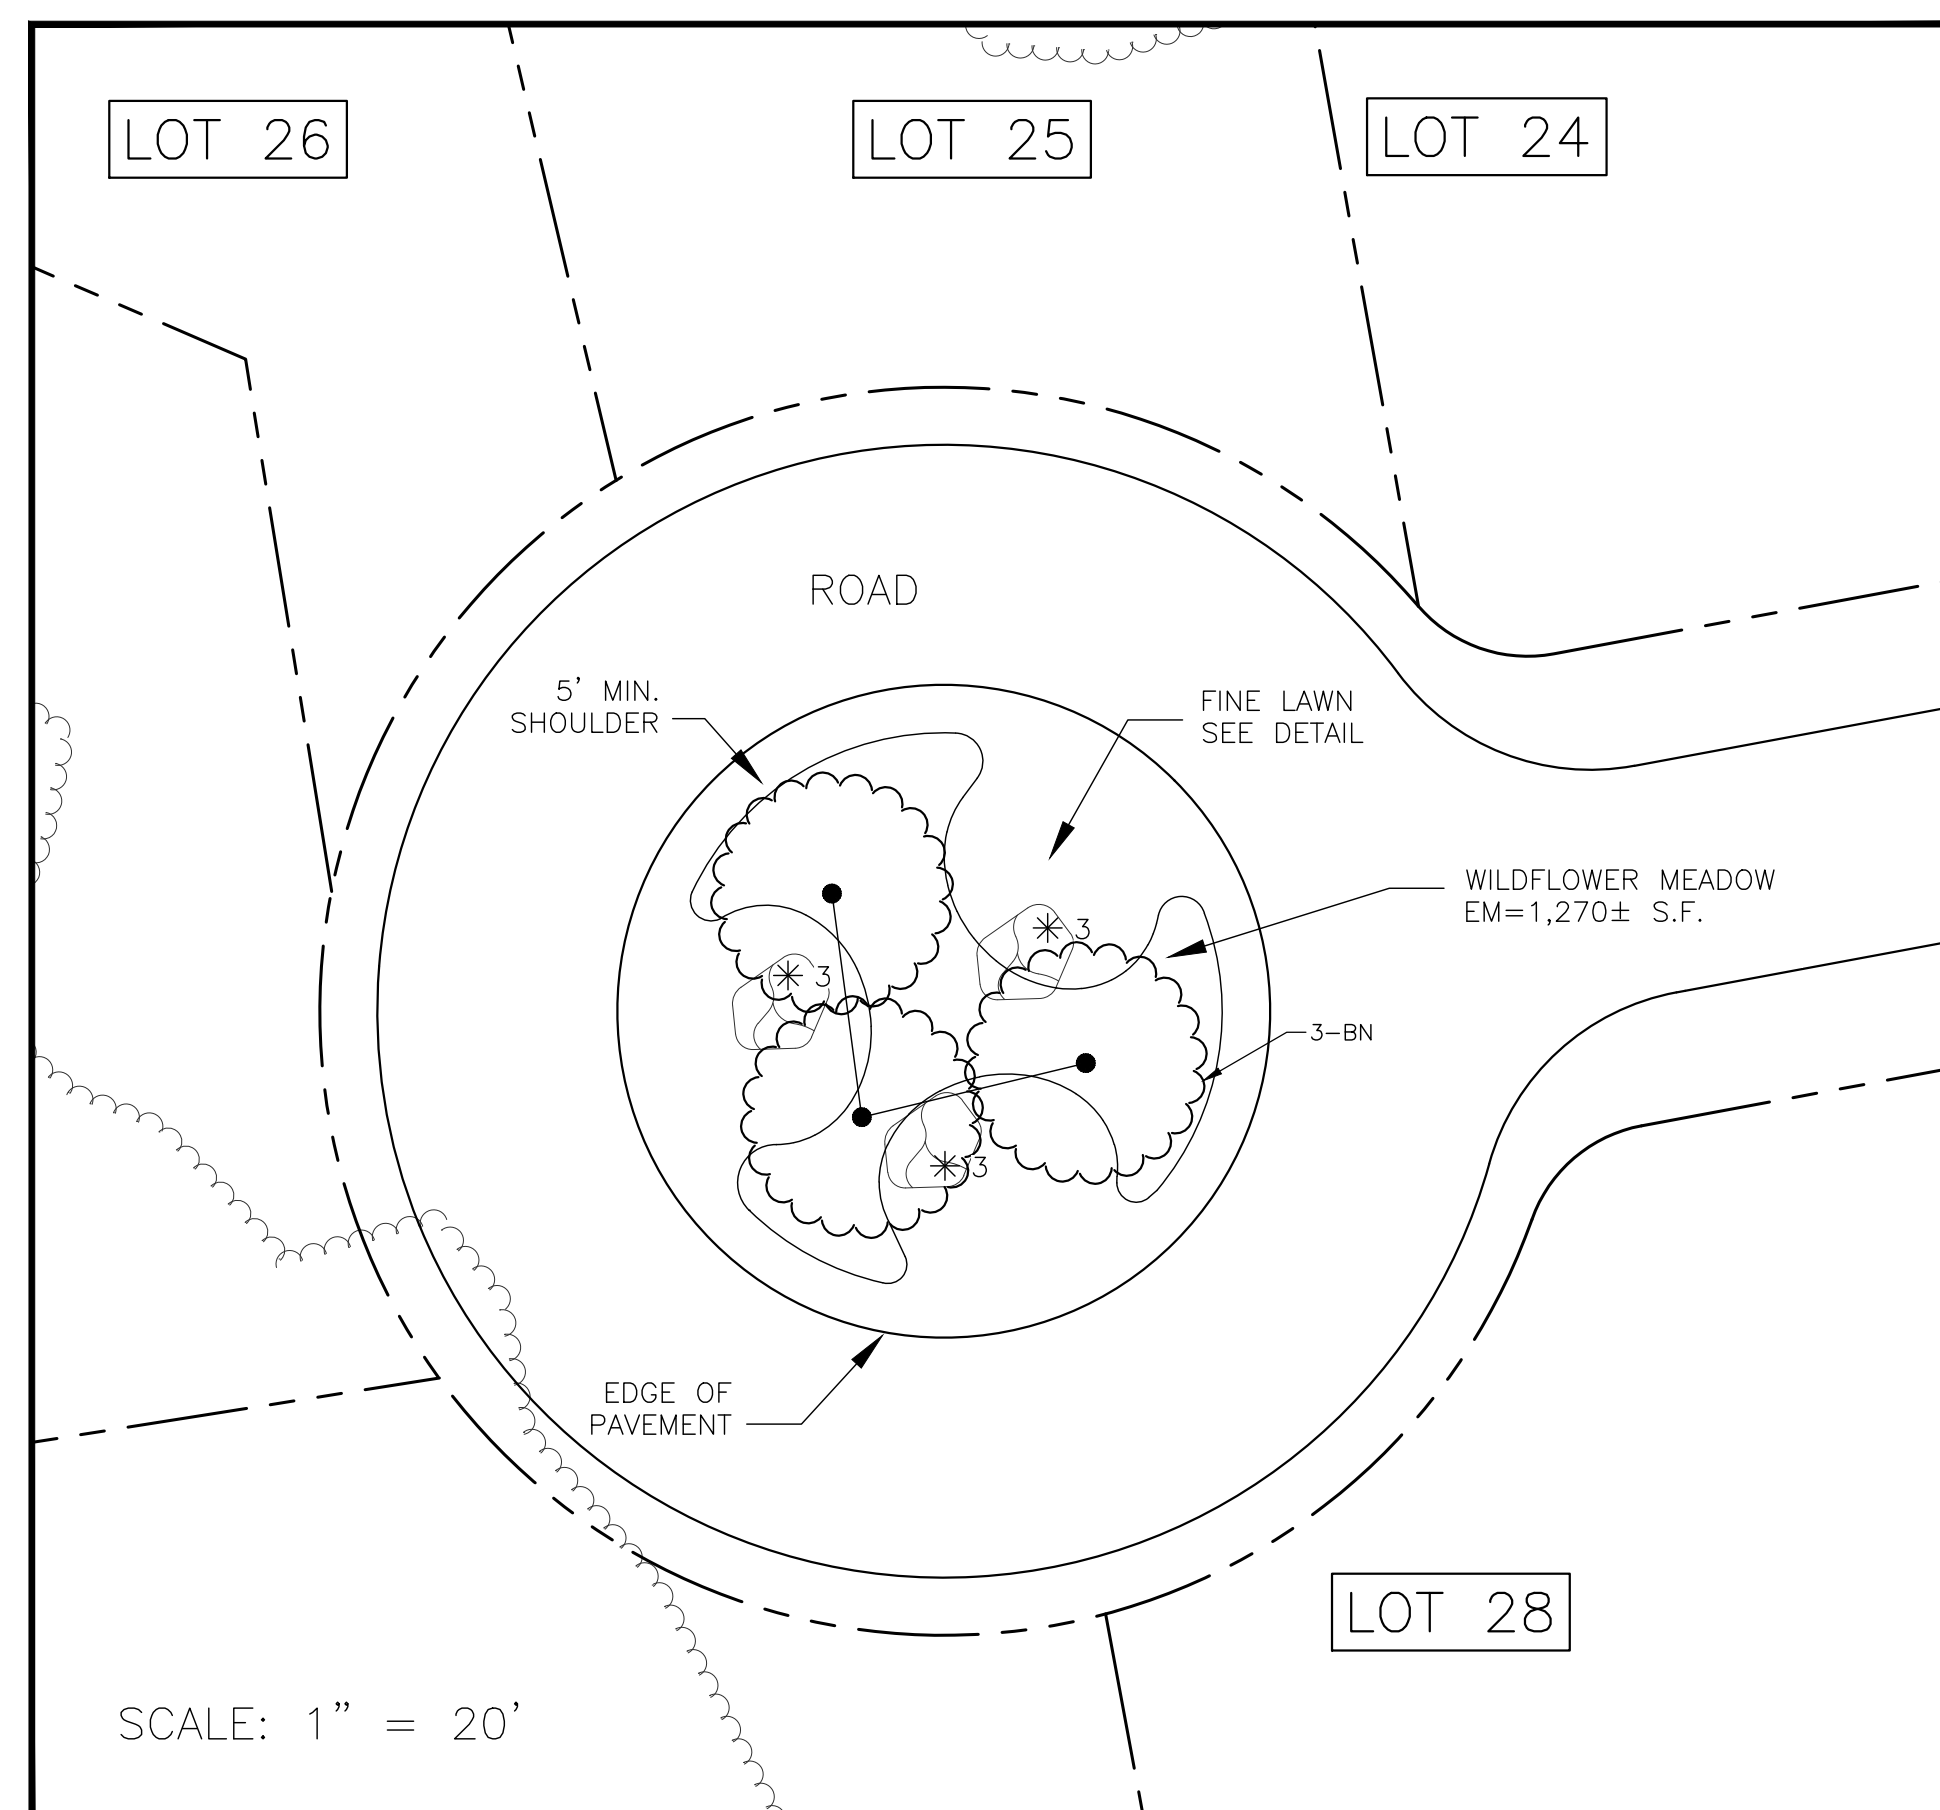 LOT 26
LOT 25
LOT 24
ROAD
5' MIN.
SHOULDER
FINE LAWN
SEE DETAIL
WILDFLOWER MEADOW
EM=1,270± S.F.
3
3
3-BN
3
EDGE OF
PAVEMENT
LOT 28
SCALE: 1" = 20'